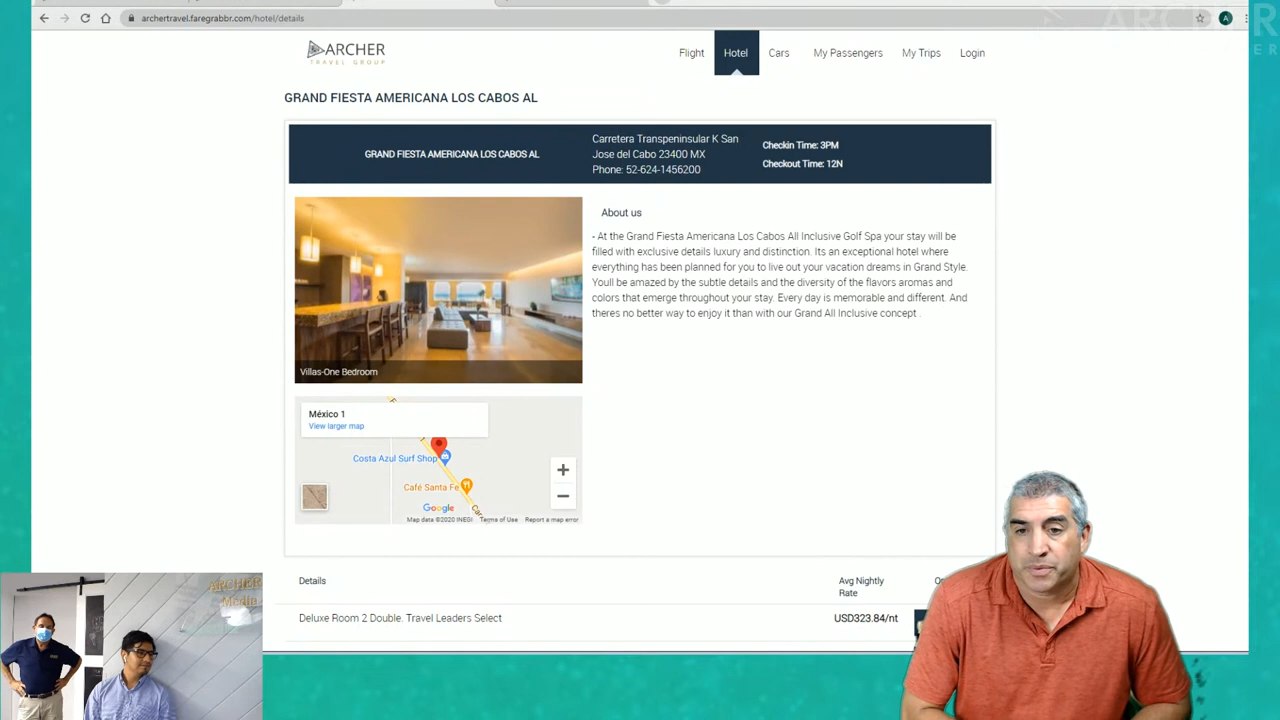 archertravel.faregrabbr.com/hotel/details
ARCHER
ARCHER
TRAVEL GROUP
Flight
Hotel
Cars
My Passengers
My Trips
Login
GRAND FIESTA AMERICANA LOS CABOS AL
GRAND FIESTA AMERICANA LOS CABOS AL
Carretera Transpeninsular K San
Jose del Cabo 23400 MX
Phone: 52-624-1456200
Checkin Time: 3PM
Checkout Time: 12N
Villas-One Bedroom
About us
- At the Grand Fiesta Americana Los Cabos All Inclusive Golf Spa your stay will be
filled with exclusive details luxury and distinction. Its an exceptional hotel where
everything has been planned for you to live out your vacation dreams in Grand Style.
Youll be amazed by the subtle details and the diversity of the flavors aromas and
colors that emerge throughout your stay. Every day is memorable and different. And
theres no better way to enjoy it than with our Grand All Inclusive concept .
México 1
View larger map
Costa Azul Surf Shop
Café Santa Fe
Google
Map data ©2020 INEGI Terms of Use Report a map error
Details
Avg Nightly
Rate
Deluxe Room 2 Double. Travel Leaders Select
USD323.84/nt
ARCHER
Media